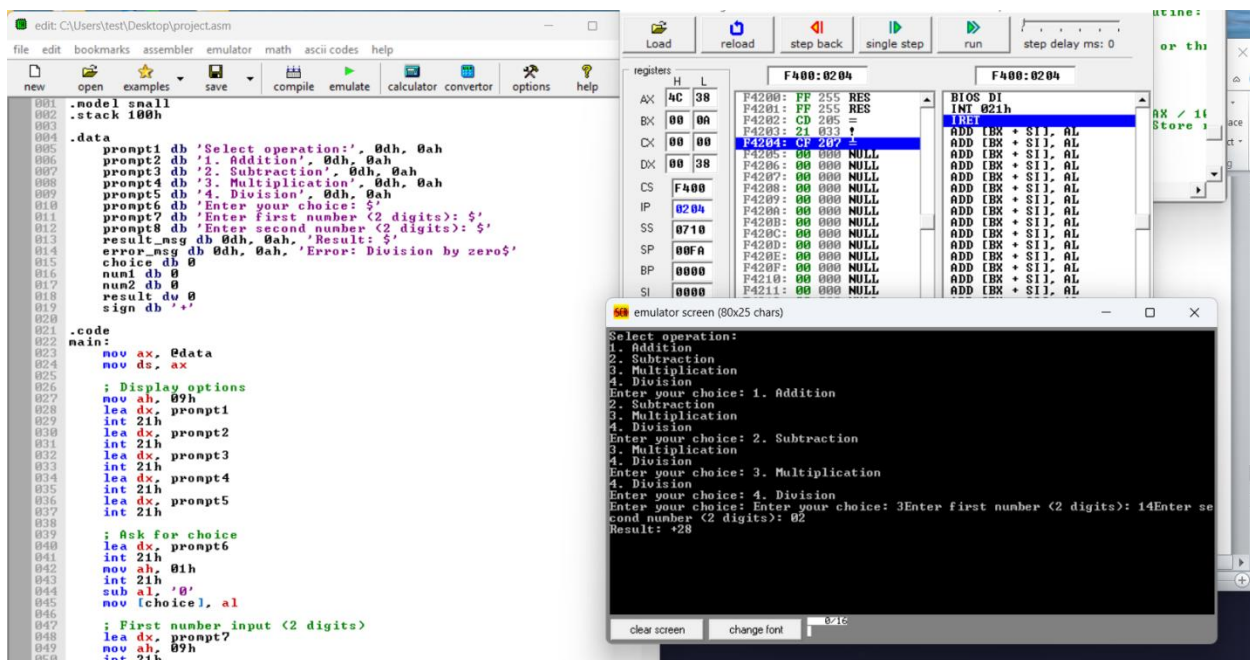 edit: C:\Users\test\Desktop\project.asm
file edit bookmarks assembler emulator math ascii codes help
new open examples save compile emulate calculator convertor options help
001 .model small
002 .stack 100h
003
004 .data
005 prompt1 db 'Select operation:', 0dh, 0ah
006 prompt2 db '1. Addition', 0dh, 0ah
007 prompt3 db '2. Subtraction', 0dh, 0ah
008 prompt4 db '3. Multiplication', 0dh, 0ah
009 prompt5 db '4. Division', 0dh, 0ah
010 prompt6 db 'Enter your choice: $'
011 prompt7 db 'Enter first number (2 digits): $'
012 prompt8 db 'Enter second number (2 digits): $'
013 result_msg db 0dh, 0ah, 'Result: $'
014 error_msg db 0dh, 0ah, 'Error: Division by zero$'
015 choice db 0
016 num1 db 0
017 num2 db 0
018 result dw 0
019 sign db '+'
020
021 .code
022 main:
023 mov ax, @data
024 mov ds, ax
025
026 ; Display options
027 mov ah, 09h
028 lea dx, prompt1
029 int 21h
030 lea dx, prompt2
031 int 21h
032 lea dx, prompt3
033 int 21h
034 lea dx, prompt4
035 int 21h
036 lea dx, prompt5
037 int 21h
038
039 ; Ask for choice
040 lea dx, prompt6
041 int 21h
042 mov ah, 01h
043 int 21h
044 sub al, '0'
045 mov [choice], al
046
047 ; First number input (2 digits)
048 lea dx, prompt7
049 mov ah, 09h
050 int 21h
Load reload step back single step run step delay ms: 0
registers F400:0204 F400:0204
H L
AX 4C 38
BX 00 0A
CX 00 00
DX 00 38
CS F400
IP 0204
SS 0710
SP 00FA
BP 0000
SI 0000
F4200: FF 255 RES
F4201: FF 255 RES
F4202: CD 205 =
F4203: 21 033 !
F4204: CF 207 ╧
F4205: 00 000 NULL
F4206: 00 000 NULL
F4207: 00 000 NULL
F4208: 00 000 NULL
F4209: 00 000 NULL
F420A: 00 000 NULL
F420B: 00 000 NULL
F420C: 00 000 NULL
F420D: 00 000 NULL
F420E: 00 000 NULL
F420F: 00 000 NULL
F4210: 00 000 NULL
F4211: 00 000 NULL
BIOS DI
INT 021h
IRET
ADD [BX + SI], AL
ADD [BX + SI], AL
ADD [BX + SI], AL
ADD [BX + SI], AL
ADD [BX + SI], AL
ADD [BX + SI], AL
ADD [BX + SI], AL
ADD [BX + SI], AL
ADD [BX + SI], AL
ADD [BX + SI], AL
ADD [BX + SI], AL
ADD [BX + SI], AL
ADD [BX + SI], AL
ADD [BX + SI], AL
utine:
or thi
AX / 10
Store
emulator screen (80x25 chars)
Select operation:
1. Addition
2. Subtraction
3. Multiplication
4. Division
Enter your choice: 1. Addition
2. Subtraction
3. Multiplication
4. Division
Enter your choice: 2. Subtraction
3. Multiplication
4. Division
Enter your choice: 3. Multiplication
4. Division
Enter your choice: 4. Division
Enter your choice: Enter your choice: 3Enter first number (2 digits): 14Enter se
cond number (2 digits): 02
Result: +28
clear screen change font 0/16